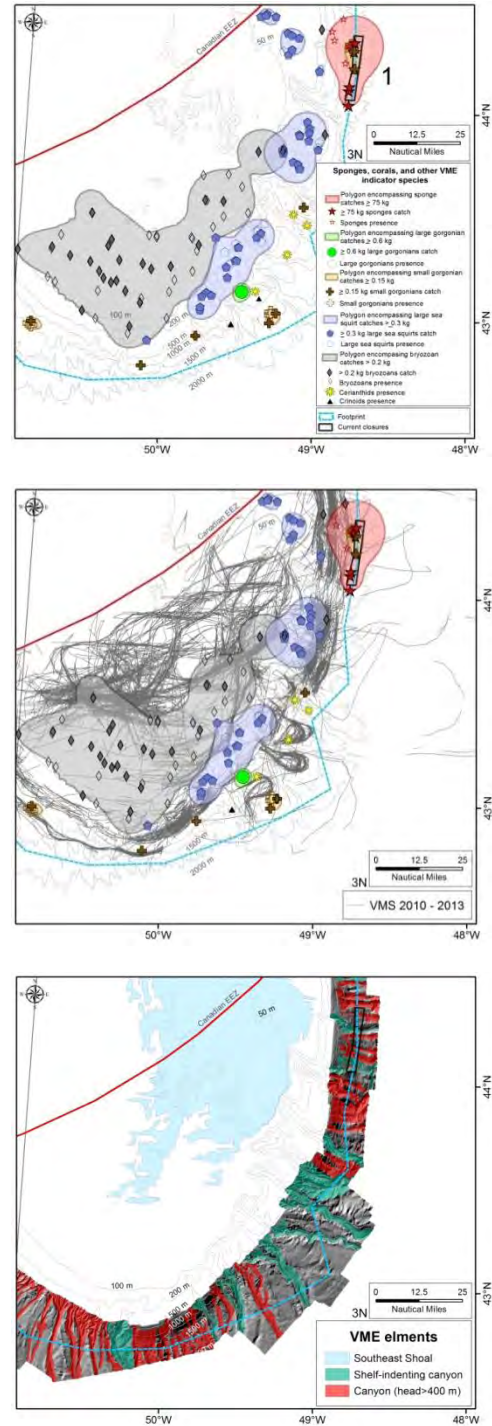 Canadian EEZ
50 m
1
44°N
0 12.5 25
Nautical Miles
3N
Sponges, corals, and other VME
indicator species
Polygon encompassing sponge
catches ≥ 75 kg
≥ 75 kg sponges catch
Sponges presence
Polygon encompassing large gorgonian
catches ≥ 0.6 kg
≥ 0.6 kg large gorgonians catch
Large gorgonians presence
Polygon encompassing small gorgonian
catches ≥ 0.15 kg
≥ 0.15 kg small gorgonians catch
Small gorgonians presence
Polygon encompassing large sea
squirt catches > 0.3 kg
≥ 0.3 kg large sea squirts catch
Large sea squirts presence
Polygon encompassing bryozoan
catches > 0.2 kg
> 0.2 kg bryozoans catch
Bryozoans presence
Cerianthids presence
Crinoids presence
Footprint
Current closures
100 m
200 m
500 m
1000 m
1500 m
2000 m
43°N
50°W 49°W 48°W
Canadian EEZ
50 m
44°N
43°N
1500 m
2000 m
0 12.5 25
Nautical Miles
3N
VMS 2010 - 2013
50°W 49°W 48°W
Canadian EEZ
50 m
44°N
100 m
200 m
500 m
1000 m
43°N
0 12.5 25
Nautical Miles
3N
VME elments
Southeast Shoal
Shelf-indenting canyon
Canyon (head>400 m)
50°W 49°W 48°W